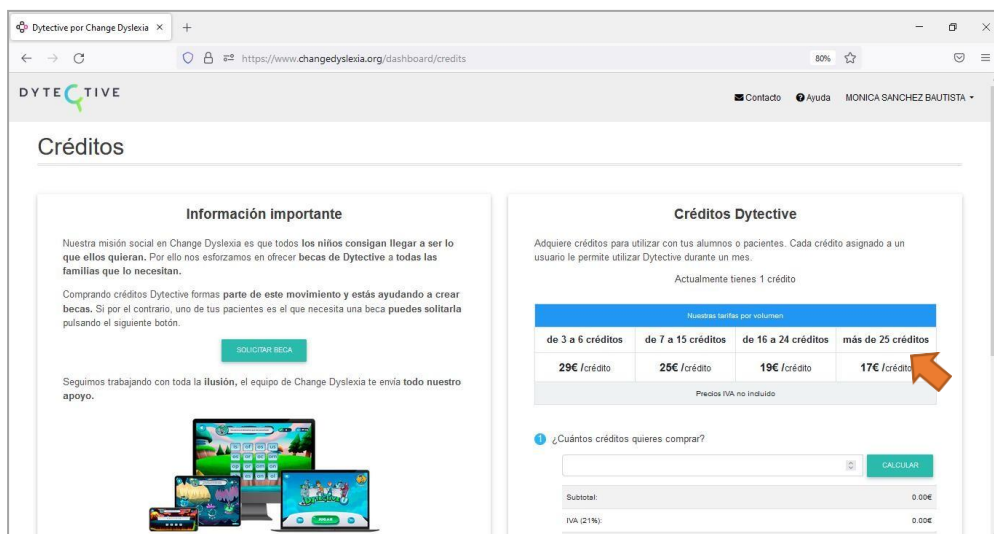 Dytective por Change Dyslexia
https://www.changedyslexia.org/dashboard/credits
80%
DYTECTIVE
Contacto
Ayuda
MONICA SANCHEZ BAUTISTA
Créditos
Información importante
Nuestra misión social en Change Dyslexia es que todos los niños consigan llegar a ser lo
que ellos quieran. Por ello nos esforzamos en ofrecer becas de Dytective a todas las
familias que lo necesitan.
Comprando créditos Dytective formas parte de este movimiento y estás ayudando a crear
becas. Si por el contrario, uno de tus pacientes es el que necesita una beca puedes solicitarla
pulsando el siguiente botón.
SOLICITAR BECA
Seguimos trabajando con toda la ilusión, el equipo de Change Dyslexia te envía todo nuestro
apoyo.
Créditos Dytective
Adquiere créditos para utilizar con tus alumnos o pacientes. Cada crédito asignado a un
usuario le permite utilizar Dytective durante un mes.
Actualmente tienes 1 crédito
Nuestras tarifas por volumen
de 3 a 6 créditos de 7 a 15 créditos de 16 a 24 créditos más de 25 créditos
29€ /crédito 25€ /crédito 19€ /crédito 17€ /crédito
Precios IVA no incluido
1 ¿Cuántos créditos quieres comprar?
CALCULAR
Subtotal: 0.00€
IVA (21%): 0.00€